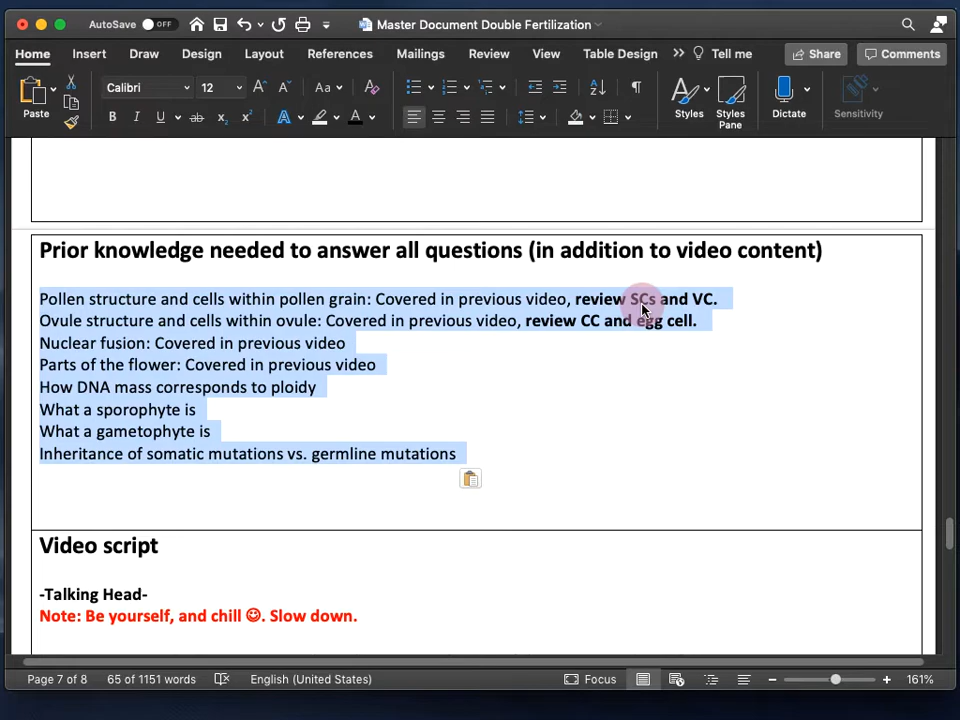 AutoSave OFF Master Document Double Fertilization
Home Insert Draw Design Layout References Mailings Review View Table Design Tell me Share Comments
Paste Calibri 12 Aa Styles Styles Pane Dictate Sensitivity
B I U ab x₂ x² A A
Prior knowledge needed to answer all questions (in addition to video content)
Pollen structure and cells within pollen grain: Covered in previous video, review SCs and VC.
Ovule structure and cells within ovule: Covered in previous video, review CC and egg cell.
Nuclear fusion: Covered in previous video
Parts of the flower: Covered in previous video
How DNA mass corresponds to ploidy
What a sporophyte is
What a gametophyte is
Inheritance of somatic mutations vs. germline mutations
Video script
-Talking Head-
Note: Be yourself, and chill ☺. Slow down.
Page 7 of 8 65 of 1151 words English (United States) Focus 161%